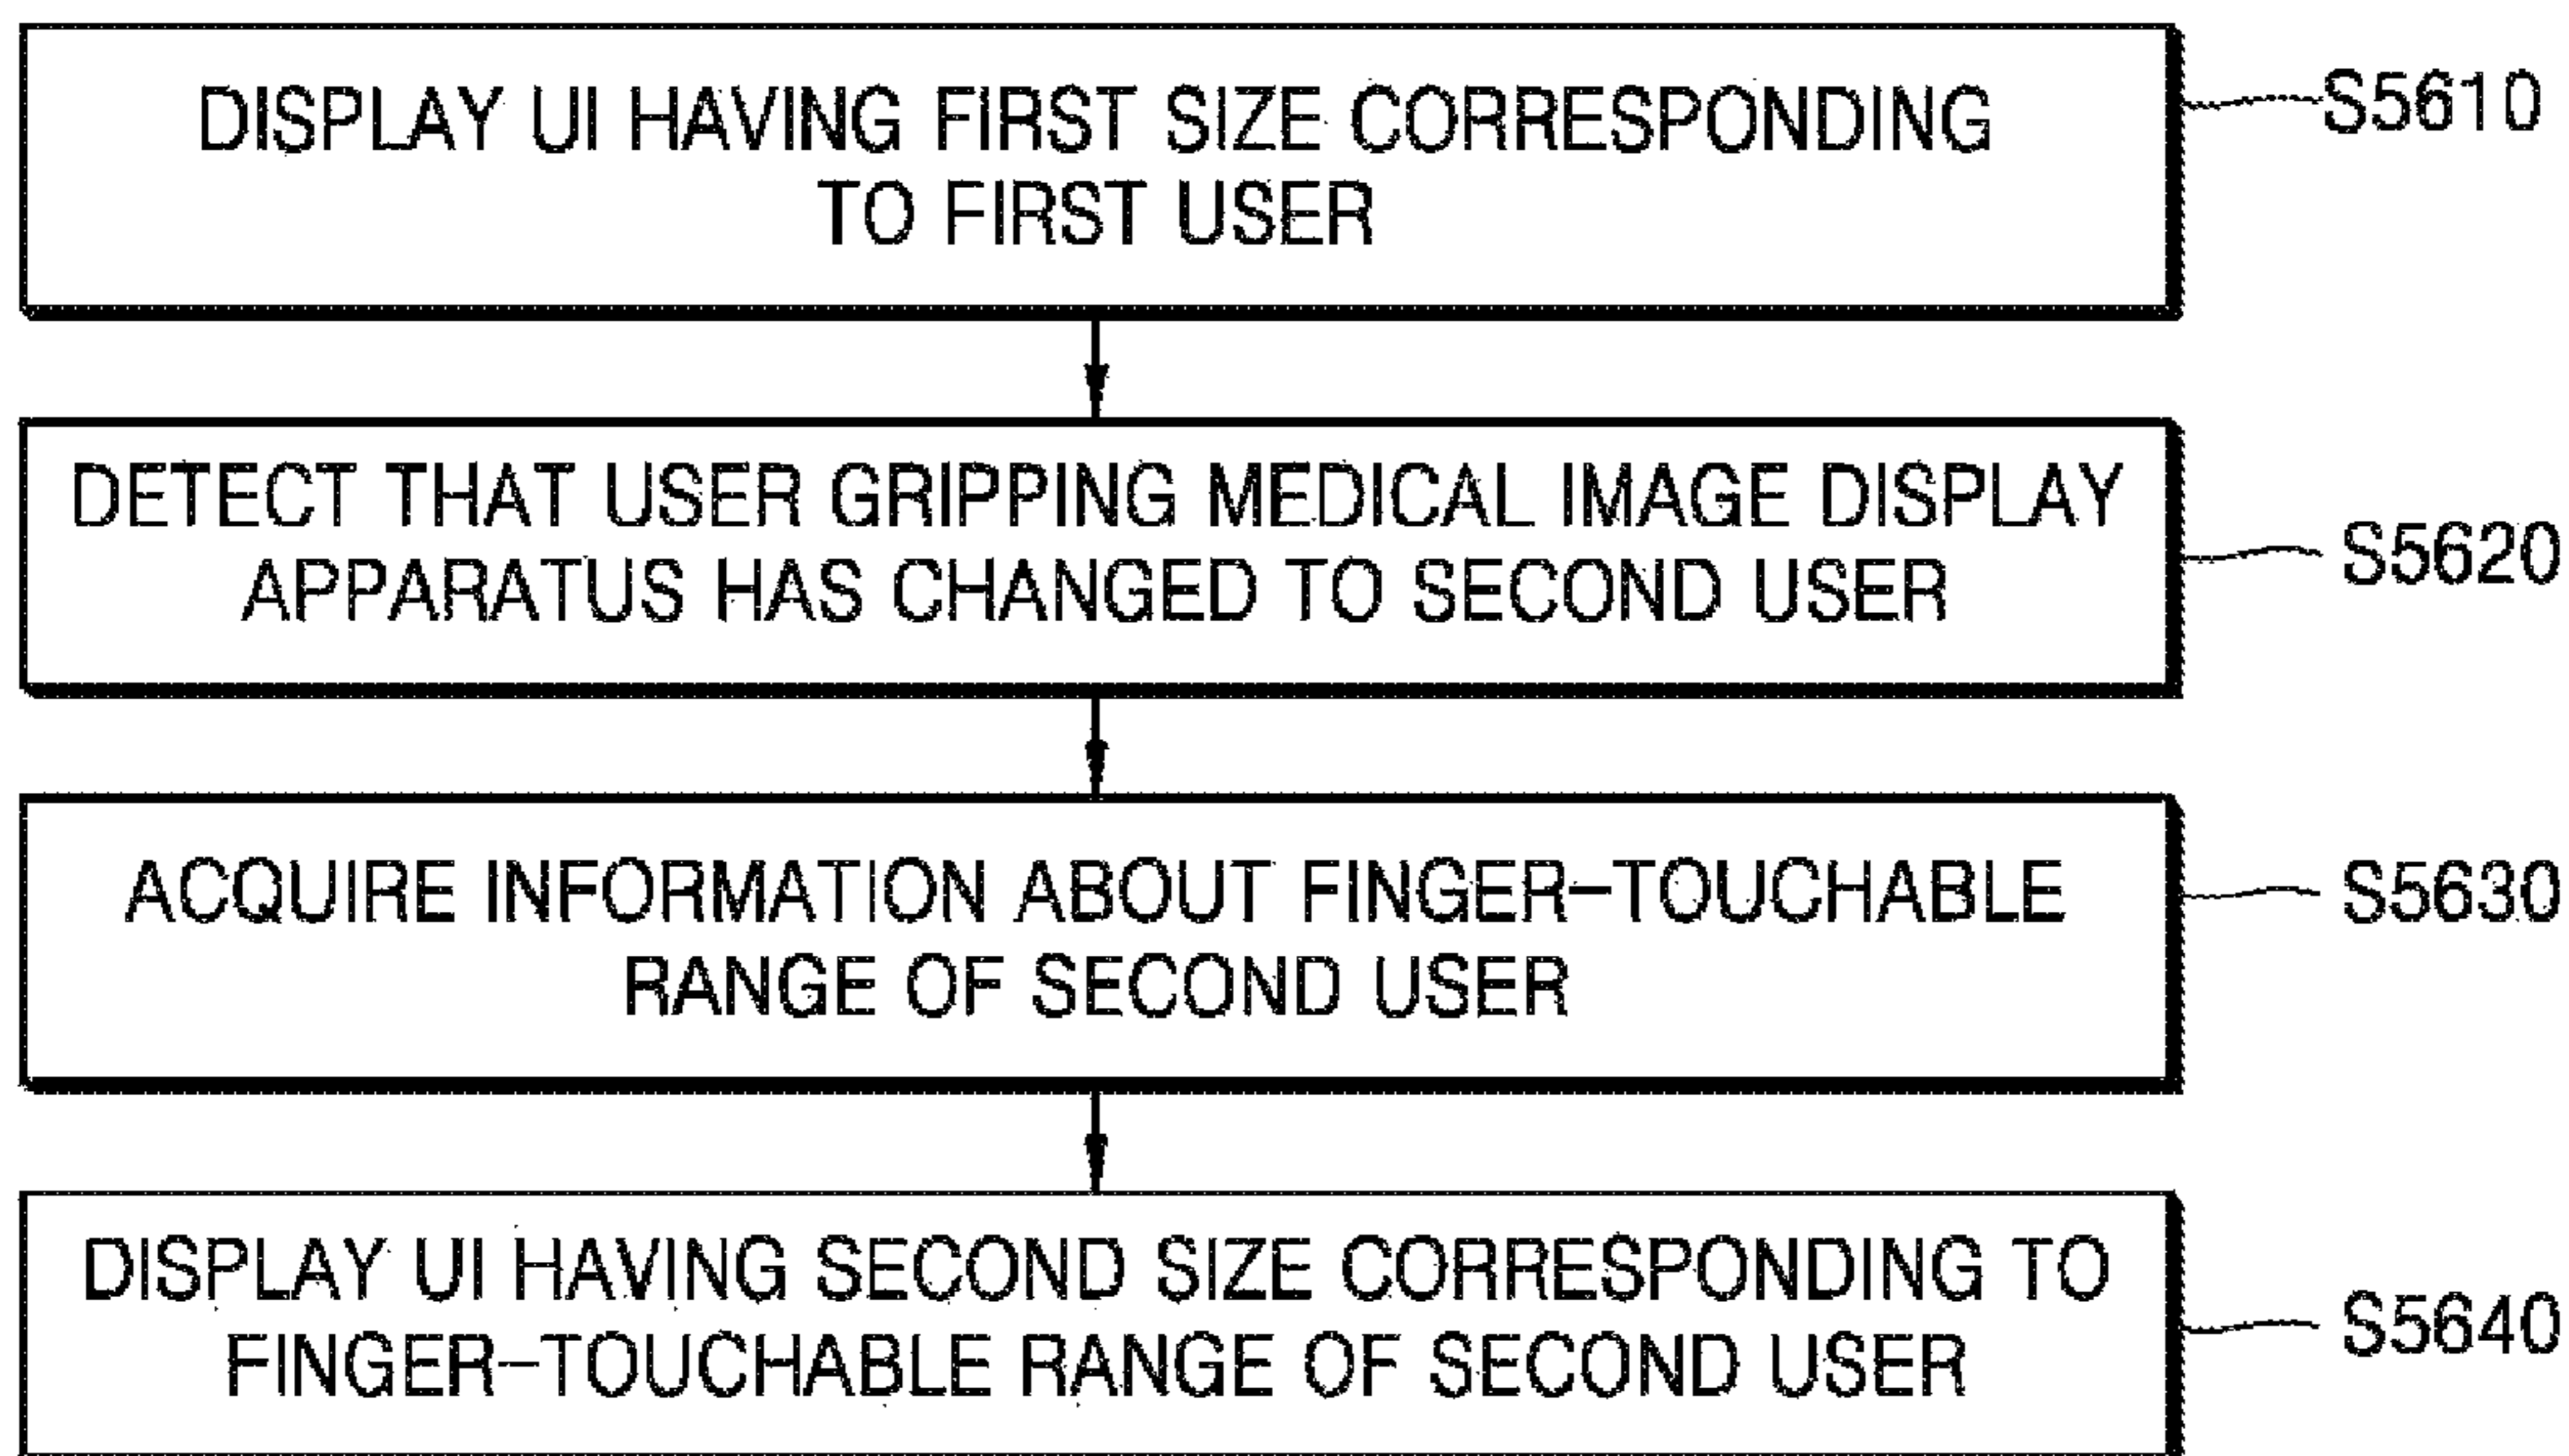 DISPLAY UI HAVING FIRST SIZE CORRESPONDING
TO FIRST USER
S5610
DETECT THAT USER GRIPPING MEDICAL IMAGE DISPLAY
APPARATUS HAS CHANGED TO SECOND USER
S5620
ACQUIRE INFORMATION ABOUT FINGER-TOUCHABLE
RANGE OF SECOND USER
S5630
DISPLAY UI HAVING SECOND SIZE CORRESPONDING TO
FINGER-TOUCHABLE RANGE OF SECOND USER
S5640